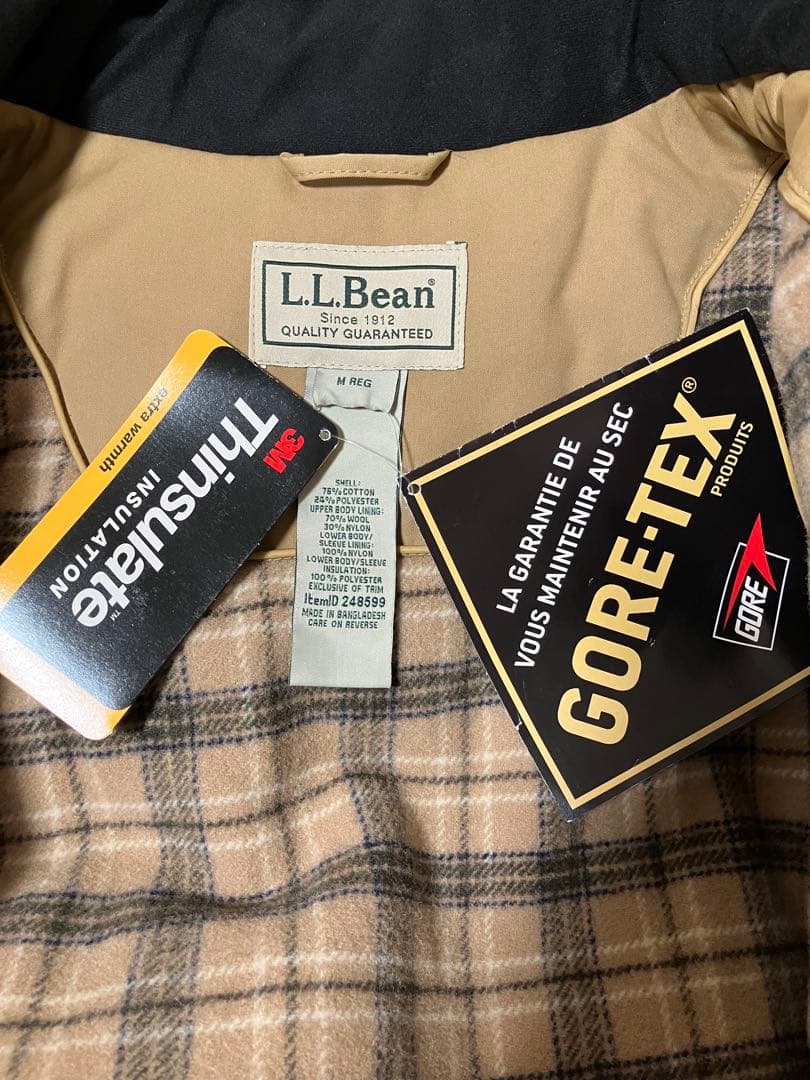 L.L.Bean®
Since 1912
QUALITY GUARANTEED
M REG
SHELL:
76% COTTON
24% POLYESTER
UPPER BODY LINING:
70% WOOL
30% NYLON
LOWER BODY/
SLEEVE LINING:
100% NYLON
LOWER BODY/SLEEVE
INSULATION:
100% POLYESTER
EXCLUSIVE OF TRIM
ItemID 248599
MADE IN BANGLADESH
CARE ON REVERSE
extra warmth
3M
Thinsulate™
INSULATION
LA GARANTIE DE
VOUS MAINTENIR AU SEC
GORE-TEX®
PRODUITS
GORE